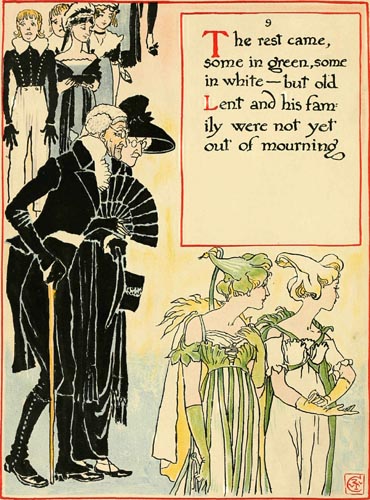 9
The rest came,
some in green, some
in white — but old
Lent and his fam-
ily were not yet
out of mourning